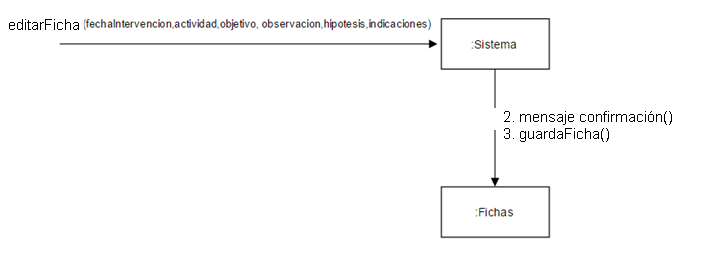 editarFicha (fechaIntervencion,actividad,objetivo, observacion,hipotesis,indicaciones)
:Sistema
2. mensaje confirmación()
3. guardaFicha()
:Fichas